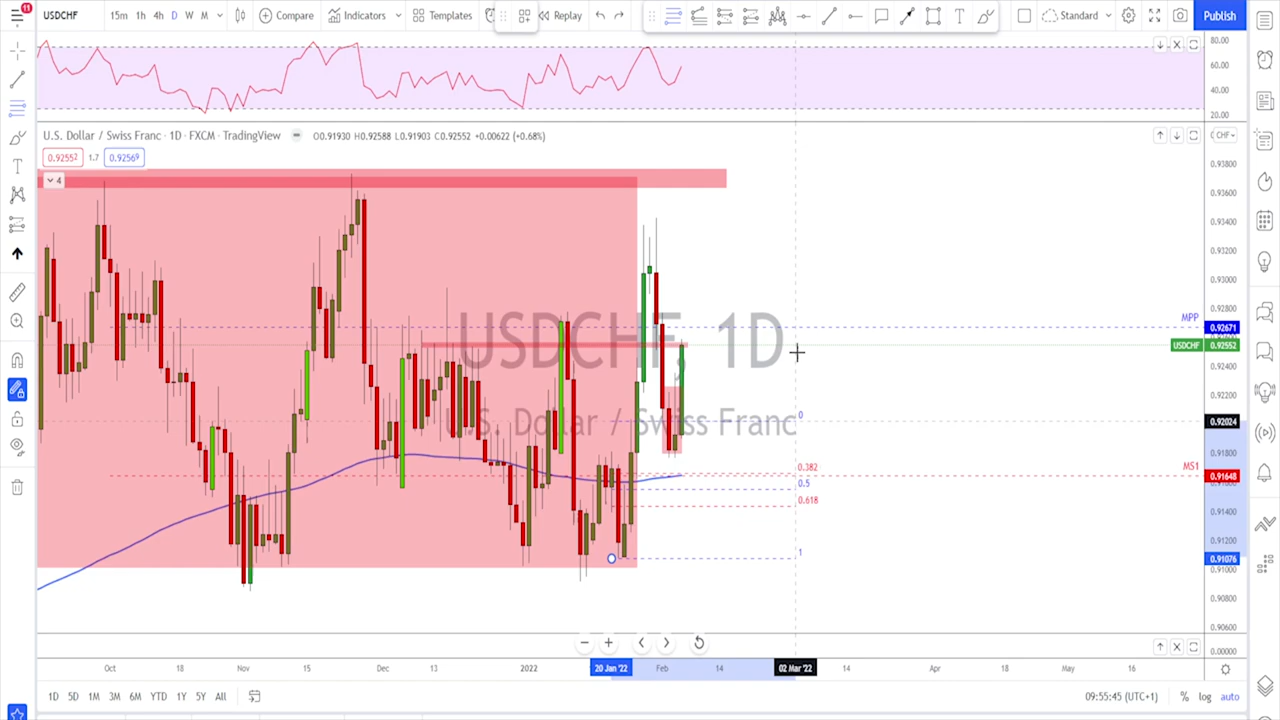 11
USDCHF 15m 1h 4h D W M Compare Indicators Templates Replay Standard Publish
80.00
60.00
40.00
20.00
U.S. Dollar / Swiss Franc · 1D · FXCM · TradingView O0.91930 H0.92588 L0.91903 C0.92552 +0.00622 (+0.68%)
CHF
0.92552 1.7 0.92569
4
0.93800
0.93600
0.93400
0.93200
0.93000
0.92800
MPP 0.92671
USDCHF, 1D
USDCHF 0.92552
0.92400
0.92200
0
U.S. Dollar / Swiss Franc
0.92024
0.91800
0.382
MS1
0.91648
0.5
0.618
0.91400
0.91200
1
0.91076
0.91000
0.90800
0.90600
0.00000
Oct 18 Nov 15 Dec 13 2022 20 Jan '22 Feb 14 02 Mar '22 14 Apr 18 May 16
1D 5D 1M 3M 6M YTD 1Y 5Y All 09:55:45 (UTC+1) % log auto